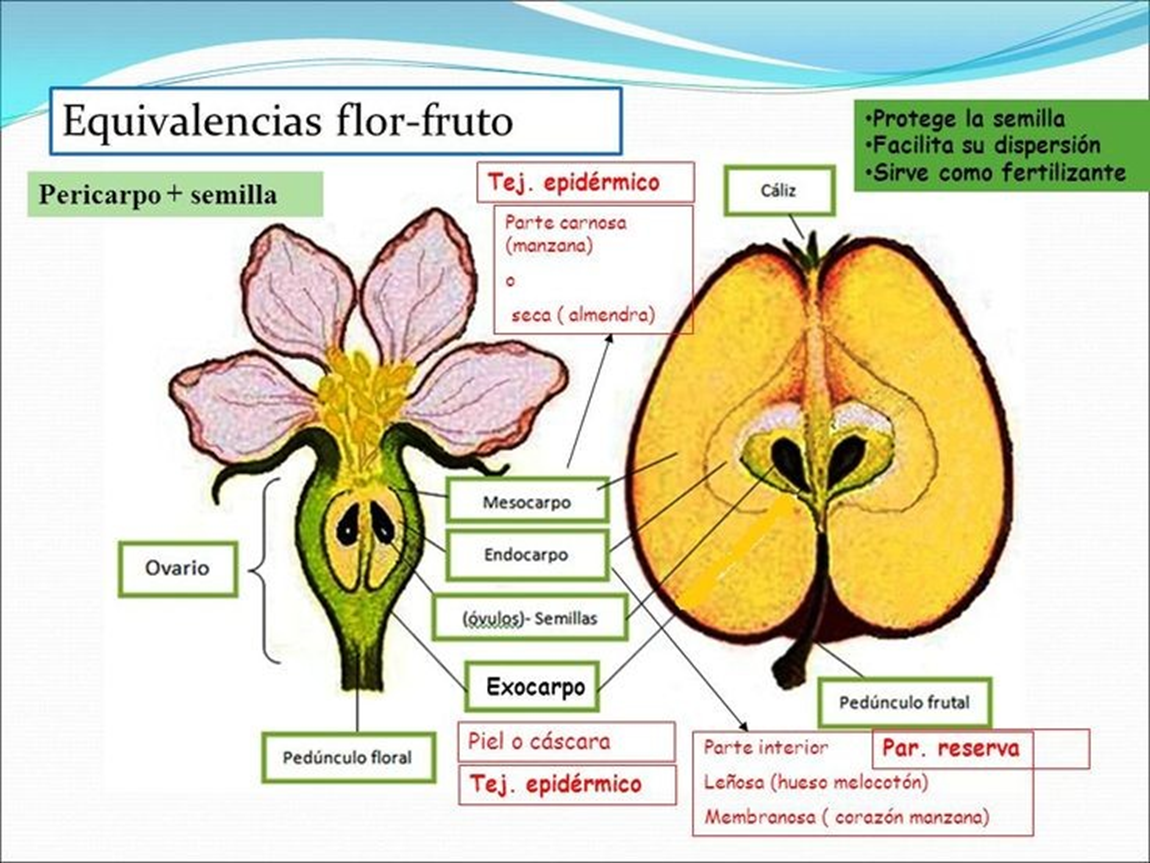 Equivalencias flor-fruto
•Protege la semilla
•Facilita su dispersión
•Sirve como fertilizante
Pericarpo + semilla
Tej. epidérmico
Parte carnosa
(manzana)
o
seca ( almendra)
Cáliz
Mesocarpo
Endocarpo
Ovario
(óvulos)- Semillas
Exocarpo
Pedúnculo frutal
Pedúnculo floral
Piel o cáscara
Tej. epidérmico
Parte interior
Par. reserva
Leñosa (hueso melocotón)
Membranosa ( corazón manzana)